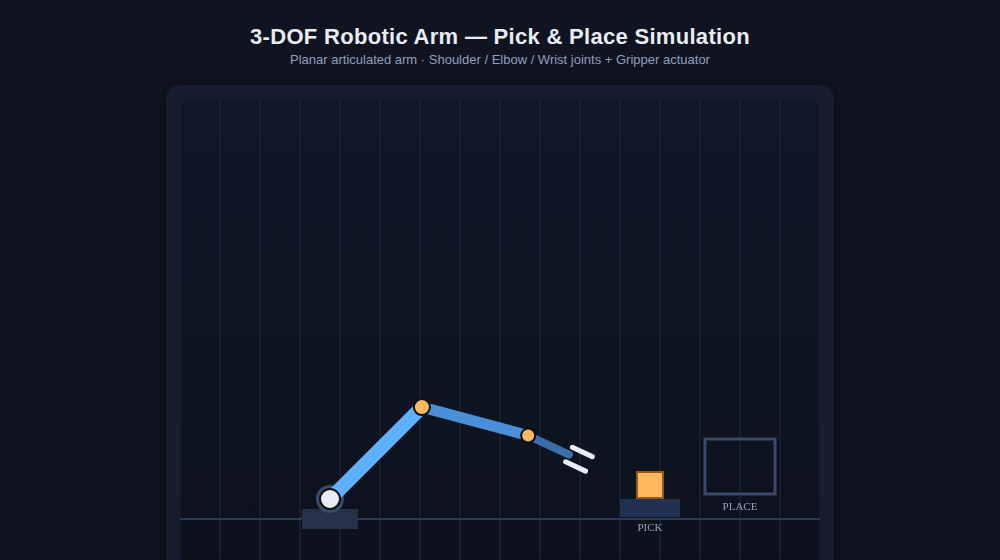 3-DOF Robotic Arm — Pick & Place Simulation
Planar articulated arm · Shoulder / Elbow / Wrist joints + Gripper actuator
PLACE
PICK